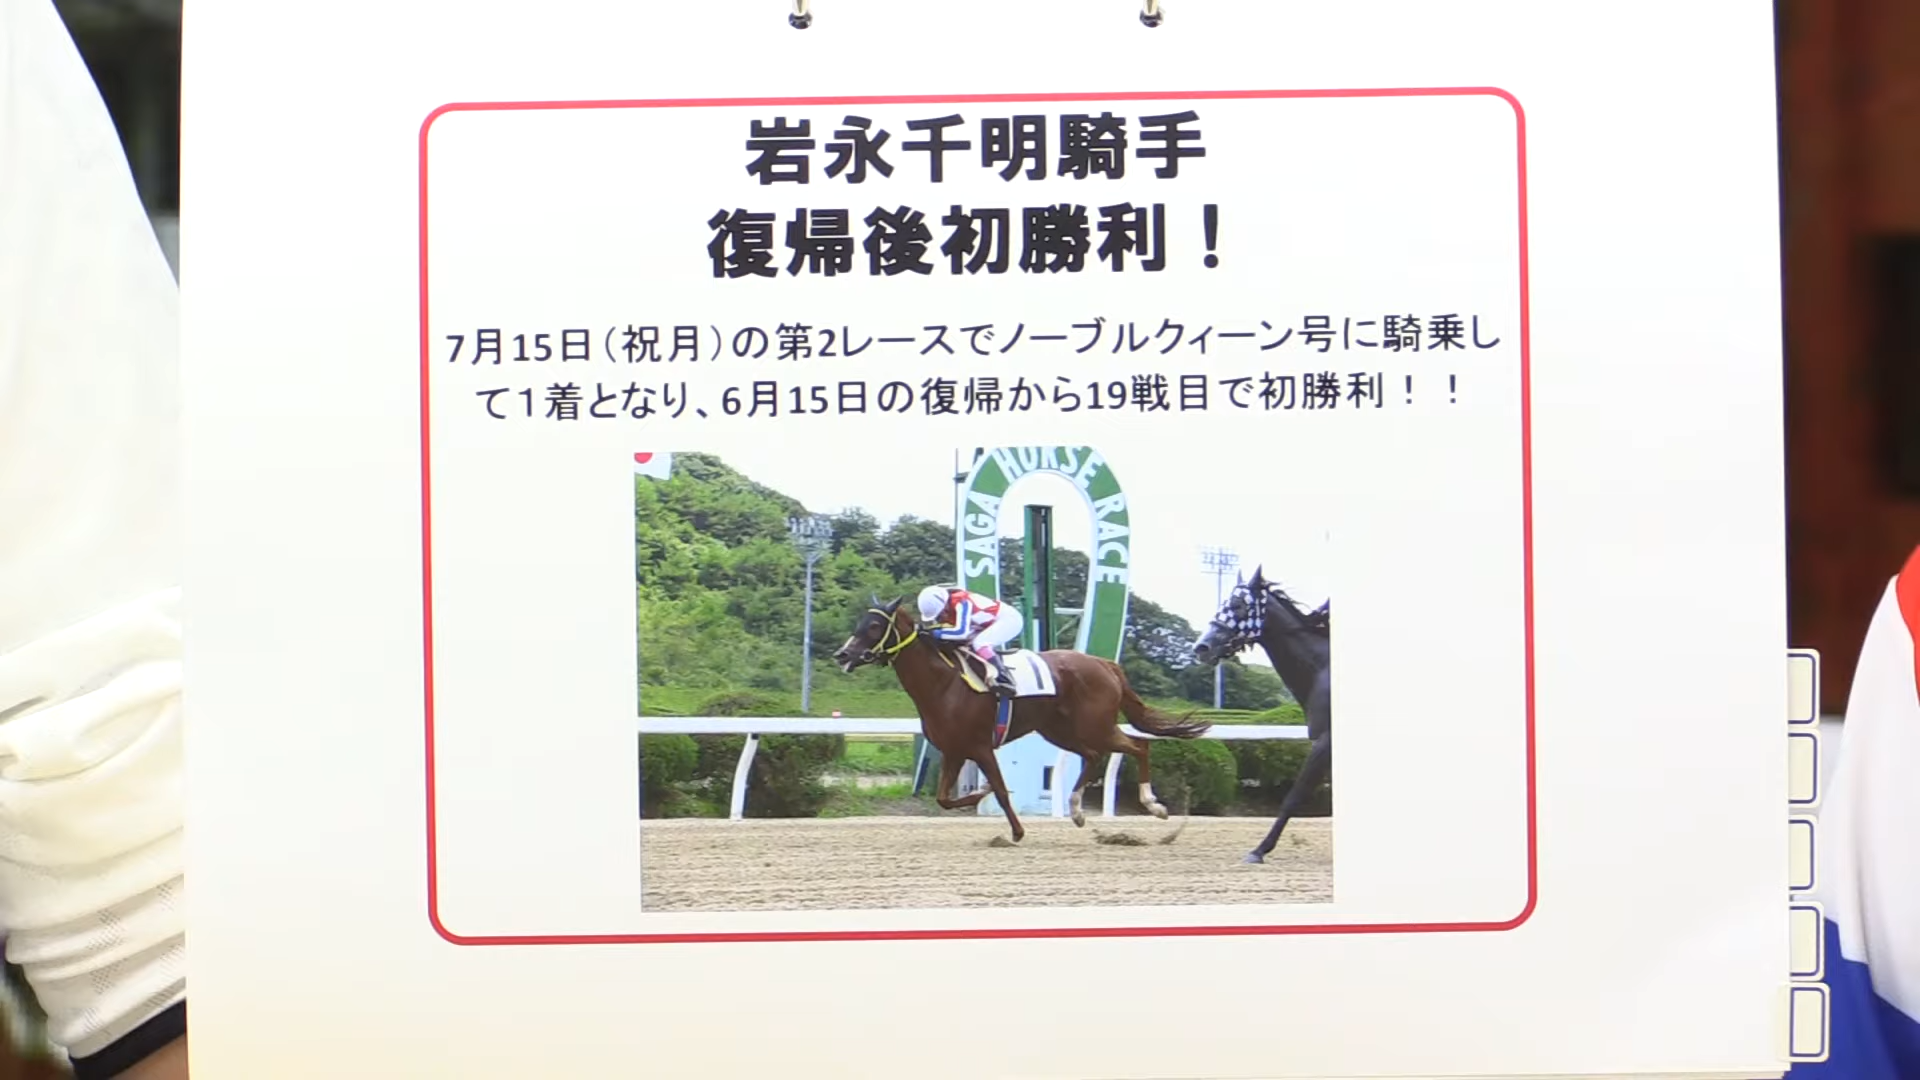 岩永千明騎手
復帰後初勝利！
7月15日（祝月）の第2レースでノーブルクィーン号に騎乗し
て１着となり、6月15日の復帰から19戦目で初勝利！！
SAGA HORSE RACE
1